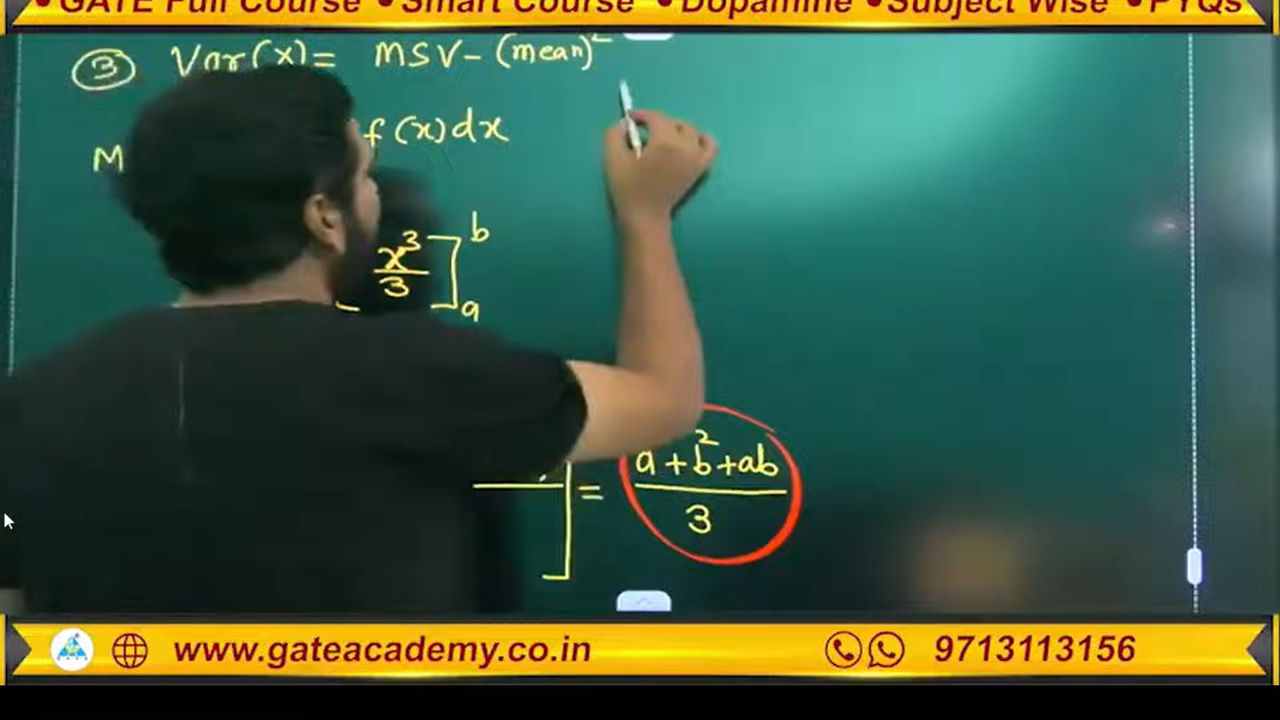 • GATE Full Course • Smart Course • Dopamine • Subject Wise • PYQs
③ Var(x) = MSV - (mean)²
M f(x) dx
x³/3 ]
b
a
= a + b² + ab / 3
www.gateacademy.co.in 9713113156